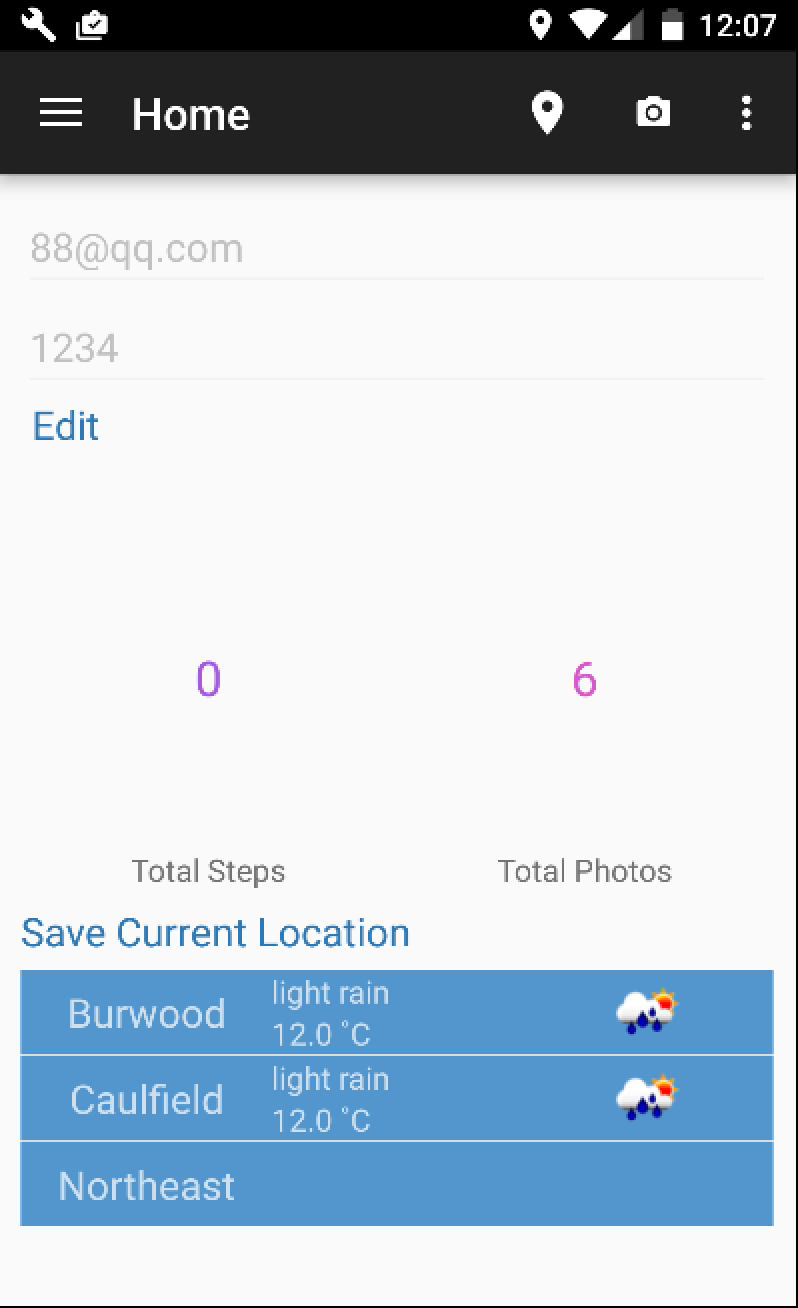 12:07
Home
88@qq.com
1234
Edit
0 6
Total Steps Total Photos
Save Current Location
Burwood light rain
12.0 °C
Caulfield light rain
12.0 °C
Northeast